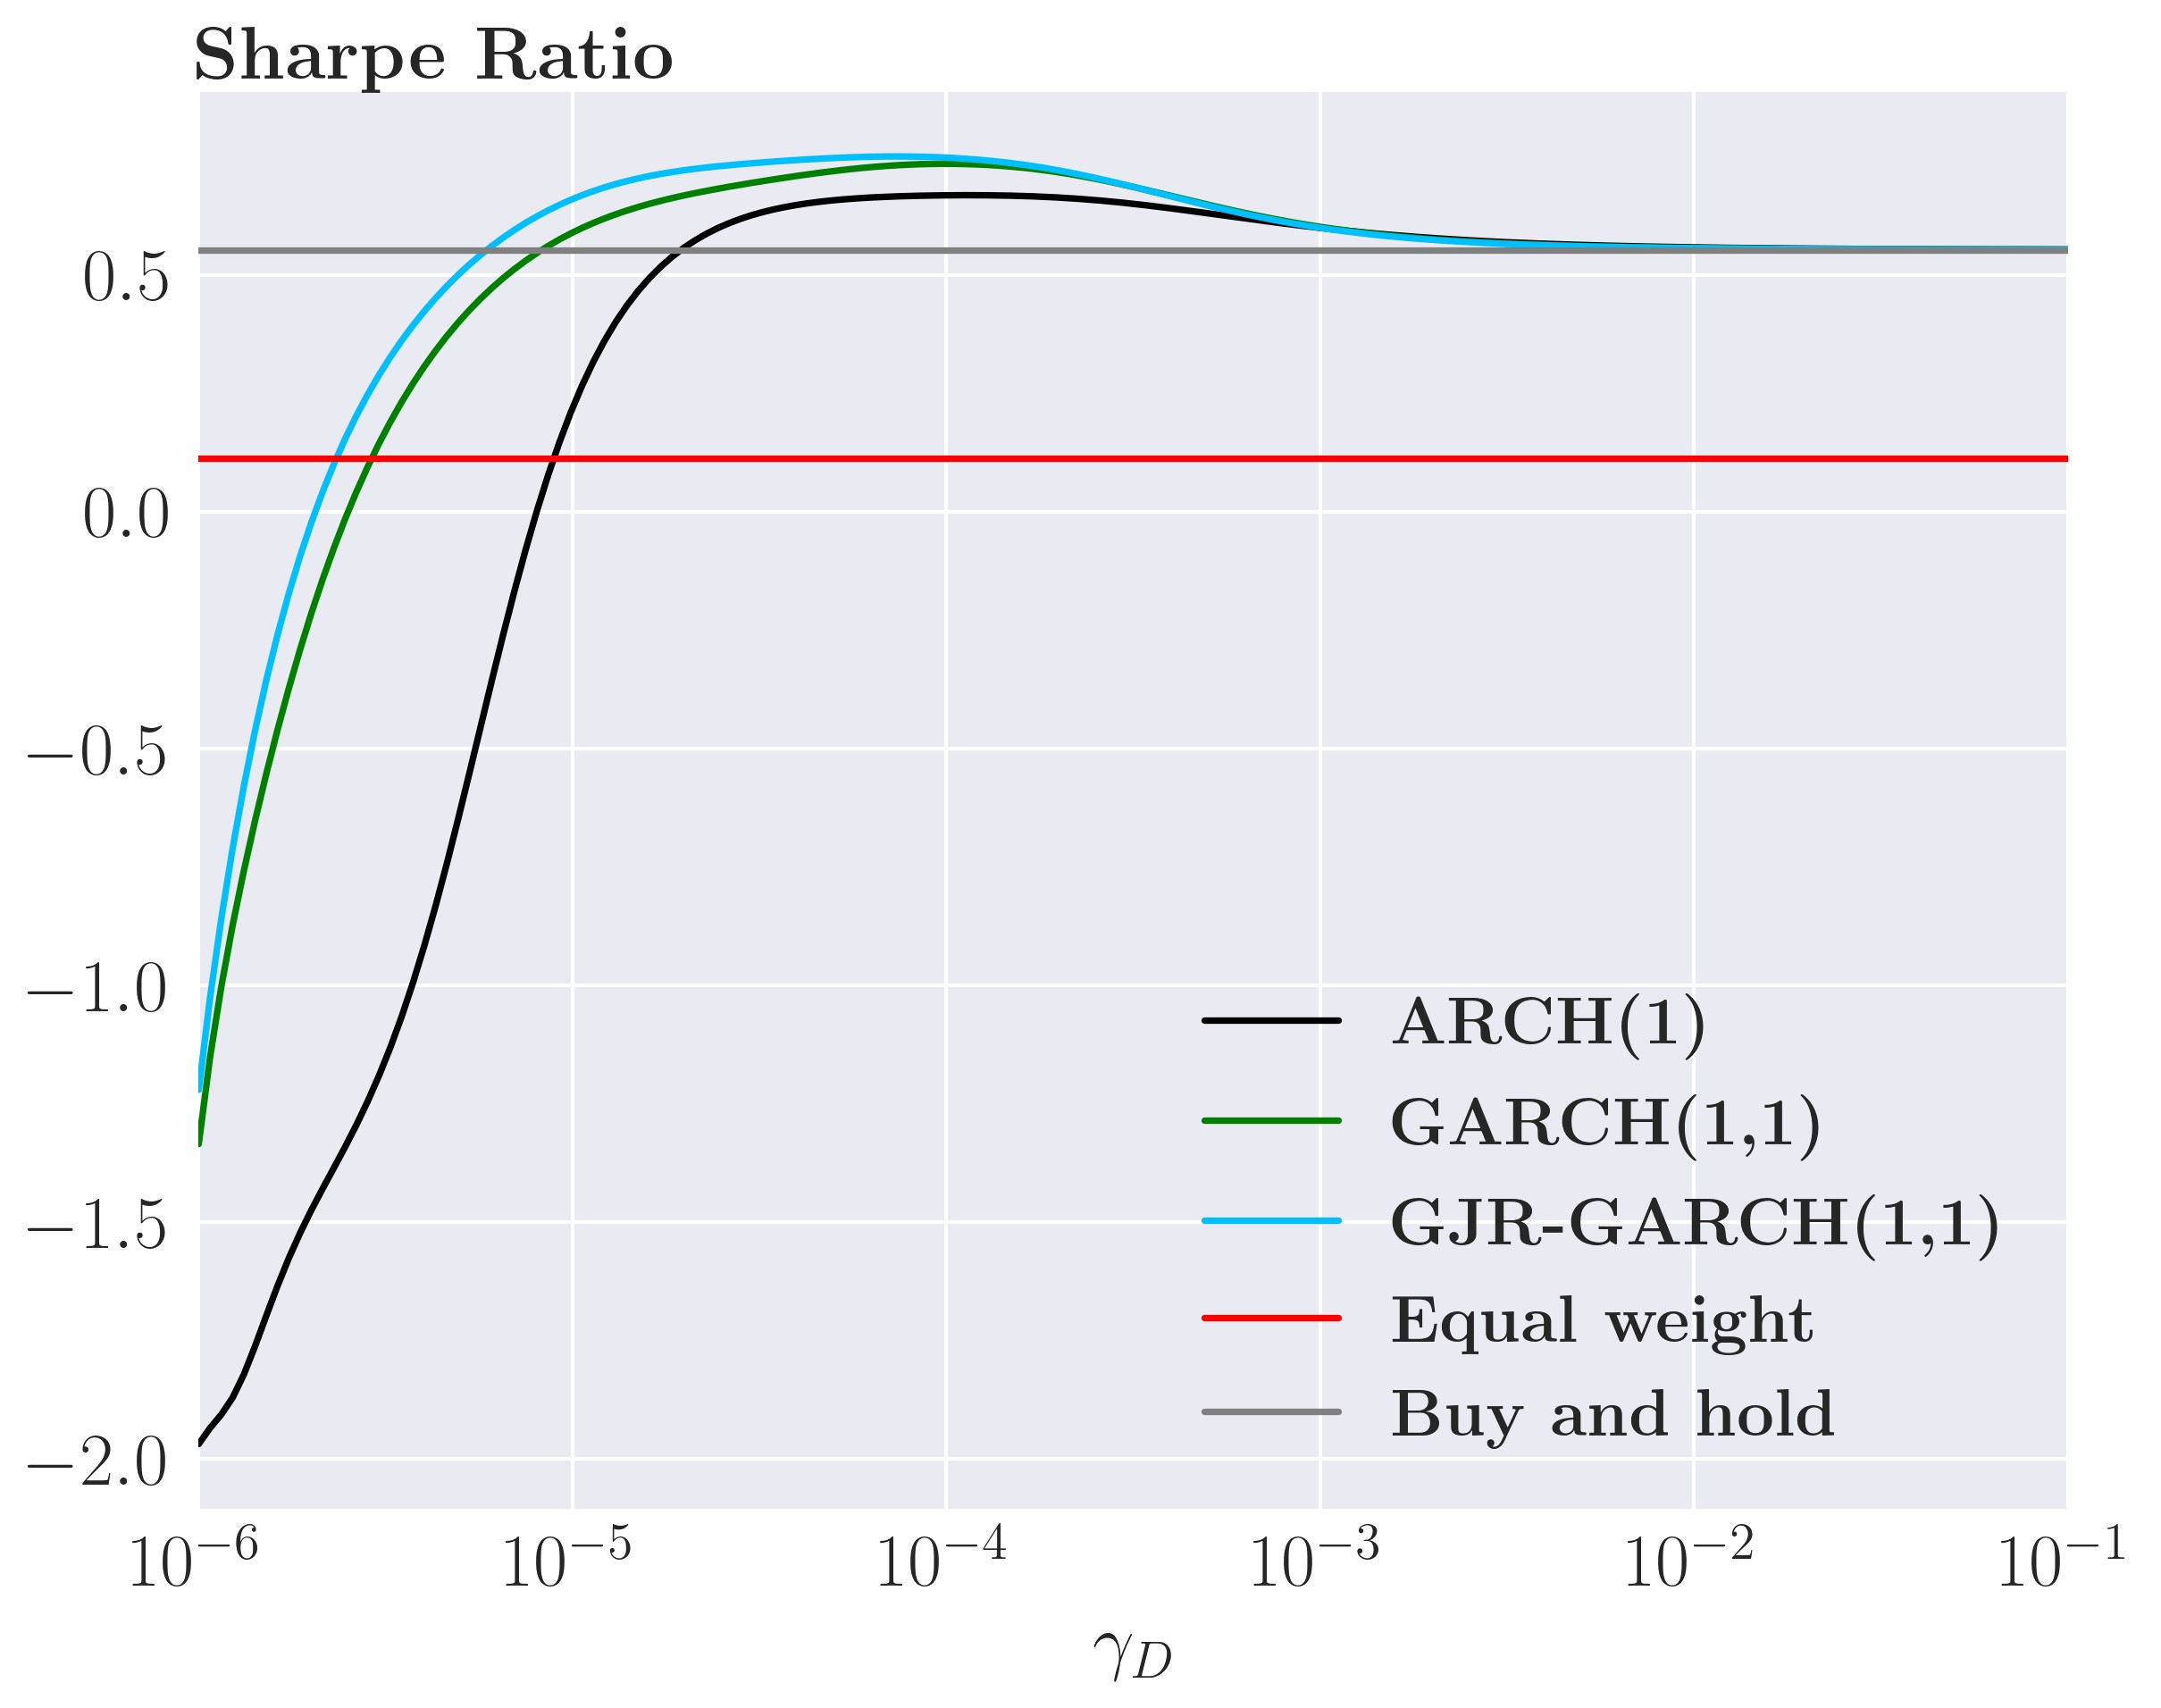 Sharpe Ratio
0.5
0.0
−0.5
−1.0
−1.5
−2.0
ARCH(1)
GARCH(1,1)
GJR-GARCH(1,1)
Equal weight
Buy and hold
10⁻⁶ 10⁻⁵ 10⁻⁴ 10⁻³ 10⁻² 10⁻¹
γ_D